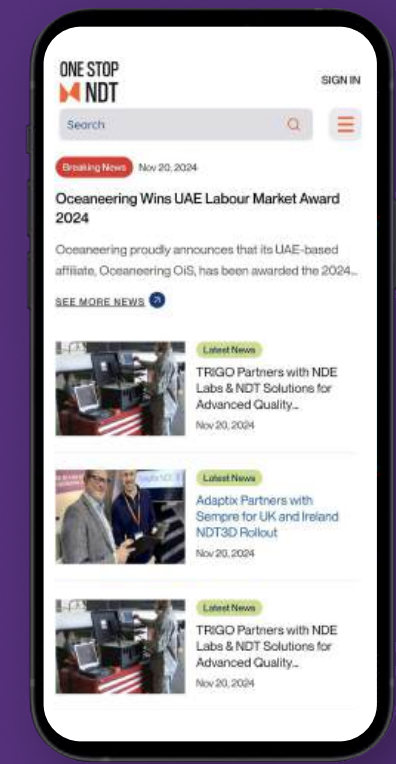 ONE STOP
NDT
SIGN IN
Search
Breaking News Nov 20, 2024
Oceaneering Wins UAE Labour Market Award
2024
Oceaneering proudly announces that its UAE-based
affiliate, Oceaneering OiS, has been awarded the 2024...
SEE MORE NEWS
Latest News
TRIGO Partners with NDE
Labs & NDT Solutions for
Advanced Quality...
Nov 20, 2024
Latest News
Adaptix Partners with
Sempre for UK and Ireland
NDT3D Rollout
Nov 20, 2024
Latest News
TRIGO Partners with NDE
Labs & NDT Solutions for
Advanced Quality...
Nov 20, 2024